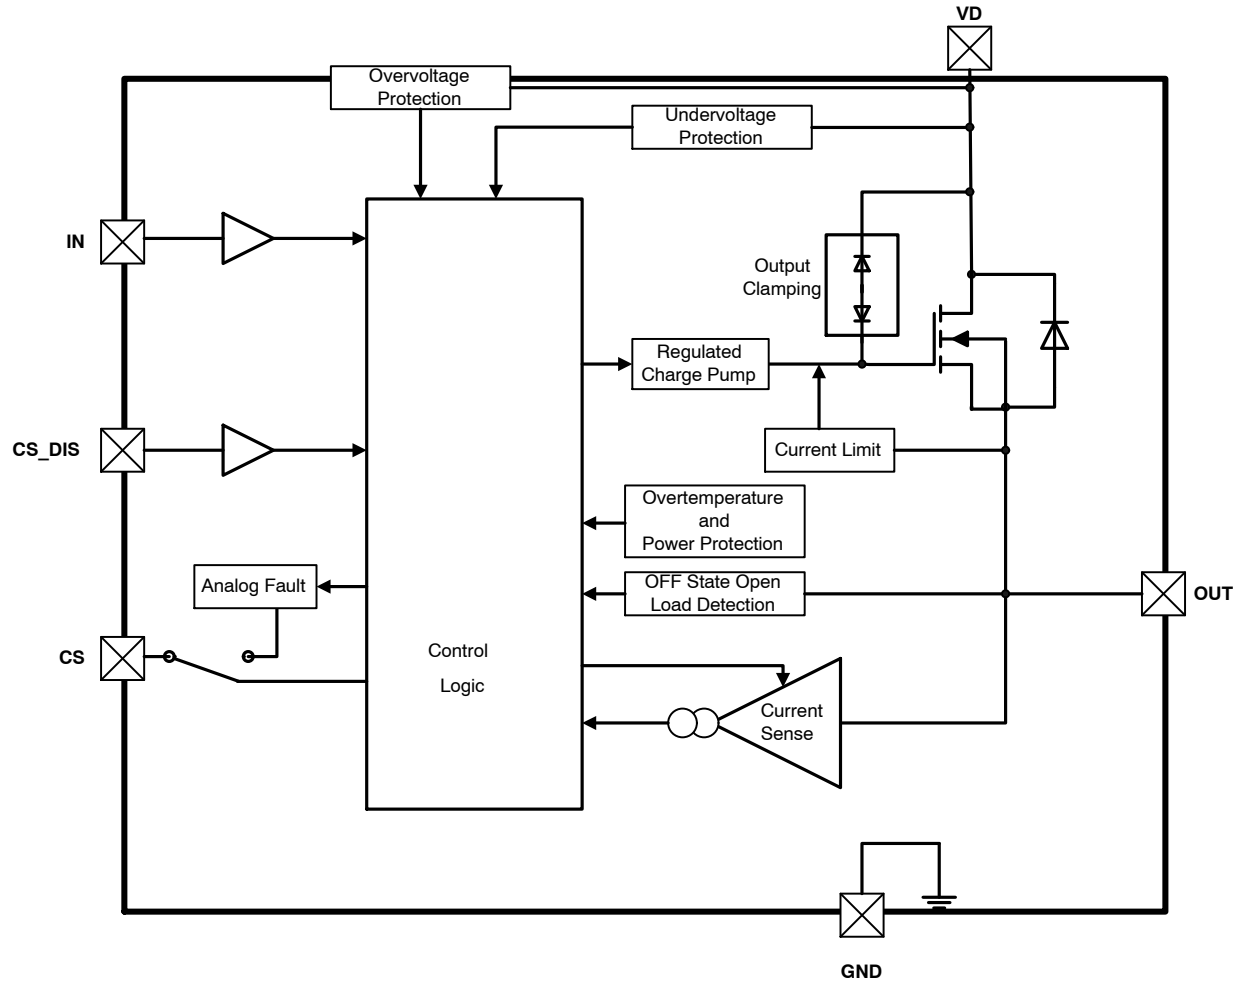 VD
Overvoltage
Protection
Undervoltage
Protection
IN
Output
Clamping
Regulated
Charge Pump
CS_DIS
Current Limit
Overtemperature
and
Power Protection
Analog Fault
OFF State Open
Load Detection
OUT
CS
Control
Logic
Current
Sense
GND